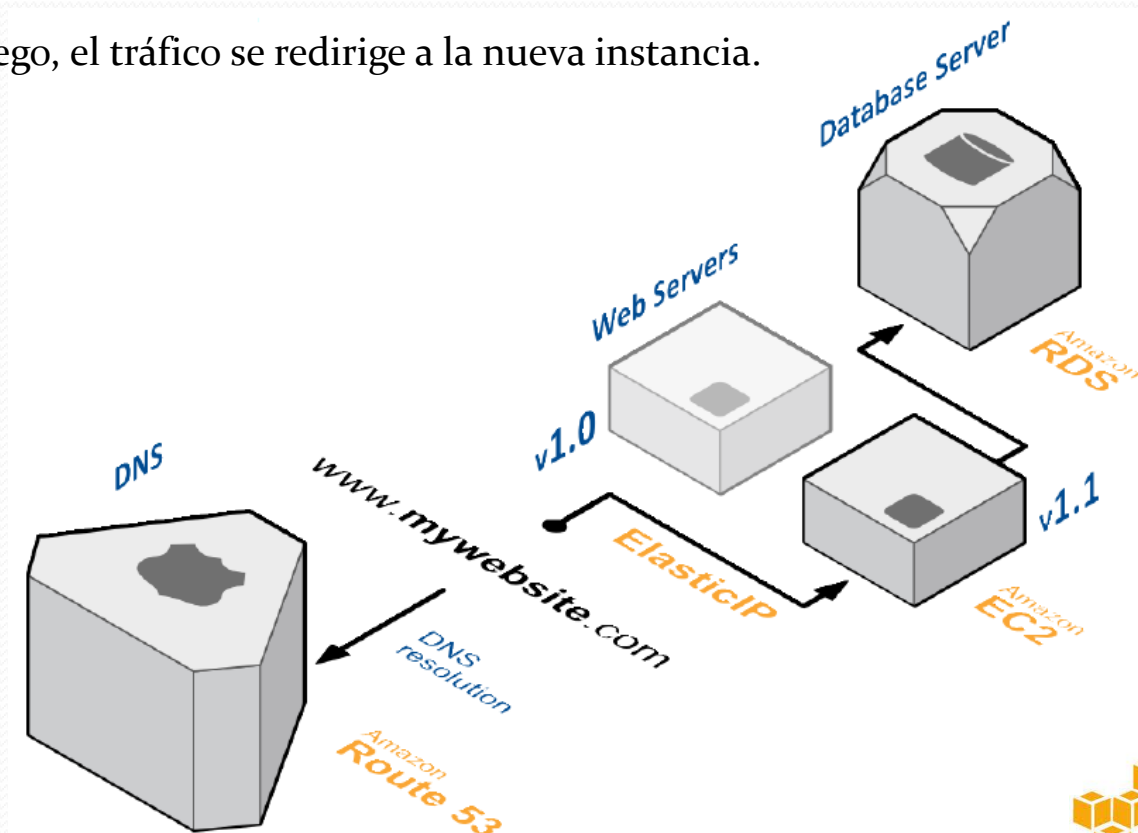 ego, el tráfico se redirige a la nueva instancia.
Database Server
Amazon
RDS
Web Servers
v1.0
v1.1
Amazon
EC2
ElasticIP
www.mywebsite.com
DNS
DNS
resolution
Amazon
Route 53